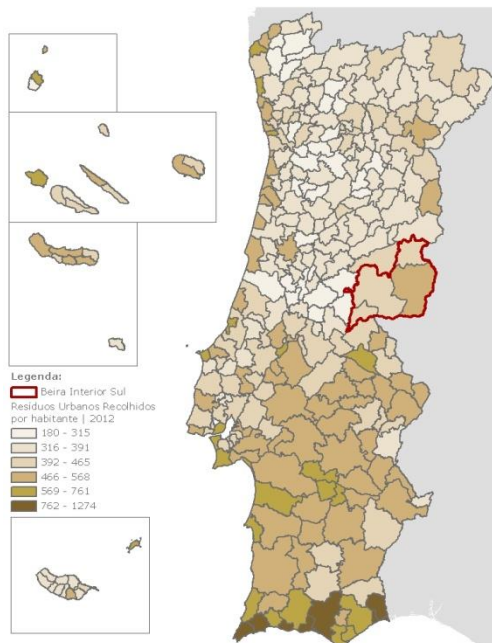 Legenda:
Beira Interior Sul
Resíduos Urbanos Recolhidos
por habitante | 2012
180 - 315
316 - 391
392 - 465
466 - 568
569 - 761
762 - 1274